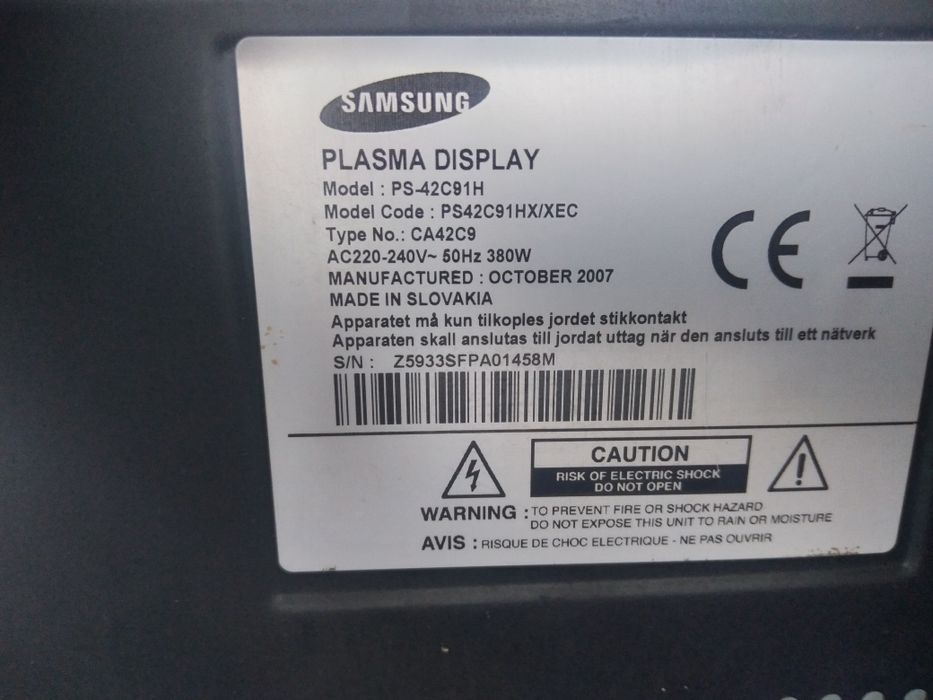 SAMSUNG
PLASMA DISPLAY
Model : PS-42C91H
Model Code : PS42C91HX/XEC
Type No.: CA42C9
AC220-240V~ 50Hz 380W
MANUFACTURED : OCTOBER 2007
MADE IN SLOVAKIA
Apparatet må kun tilkoples jordet stikkontakt
Apparaten skall anslutas till jordat uttag när den ansluts till ett nätverk
S/N : Z5933SFPA01458M
CE
CAUTION
RISK OF ELECTRIC SHOCK
DO NOT OPEN
WARNING : TO PREVENT FIRE OR SHOCK HAZARD
DO NOT EXPOSE THIS UNIT TO RAIN OR MOISTURE
AVIS : RISQUE DE CHOC ELECTRIQUE - NE PAS OUVRIR